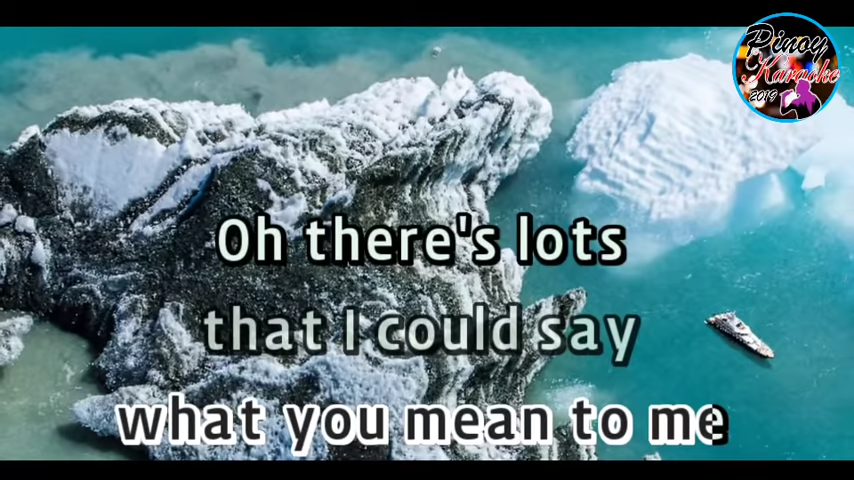 Pinoy
Karaoke
2019
Oh there's lots
that I could say
what you mean to me